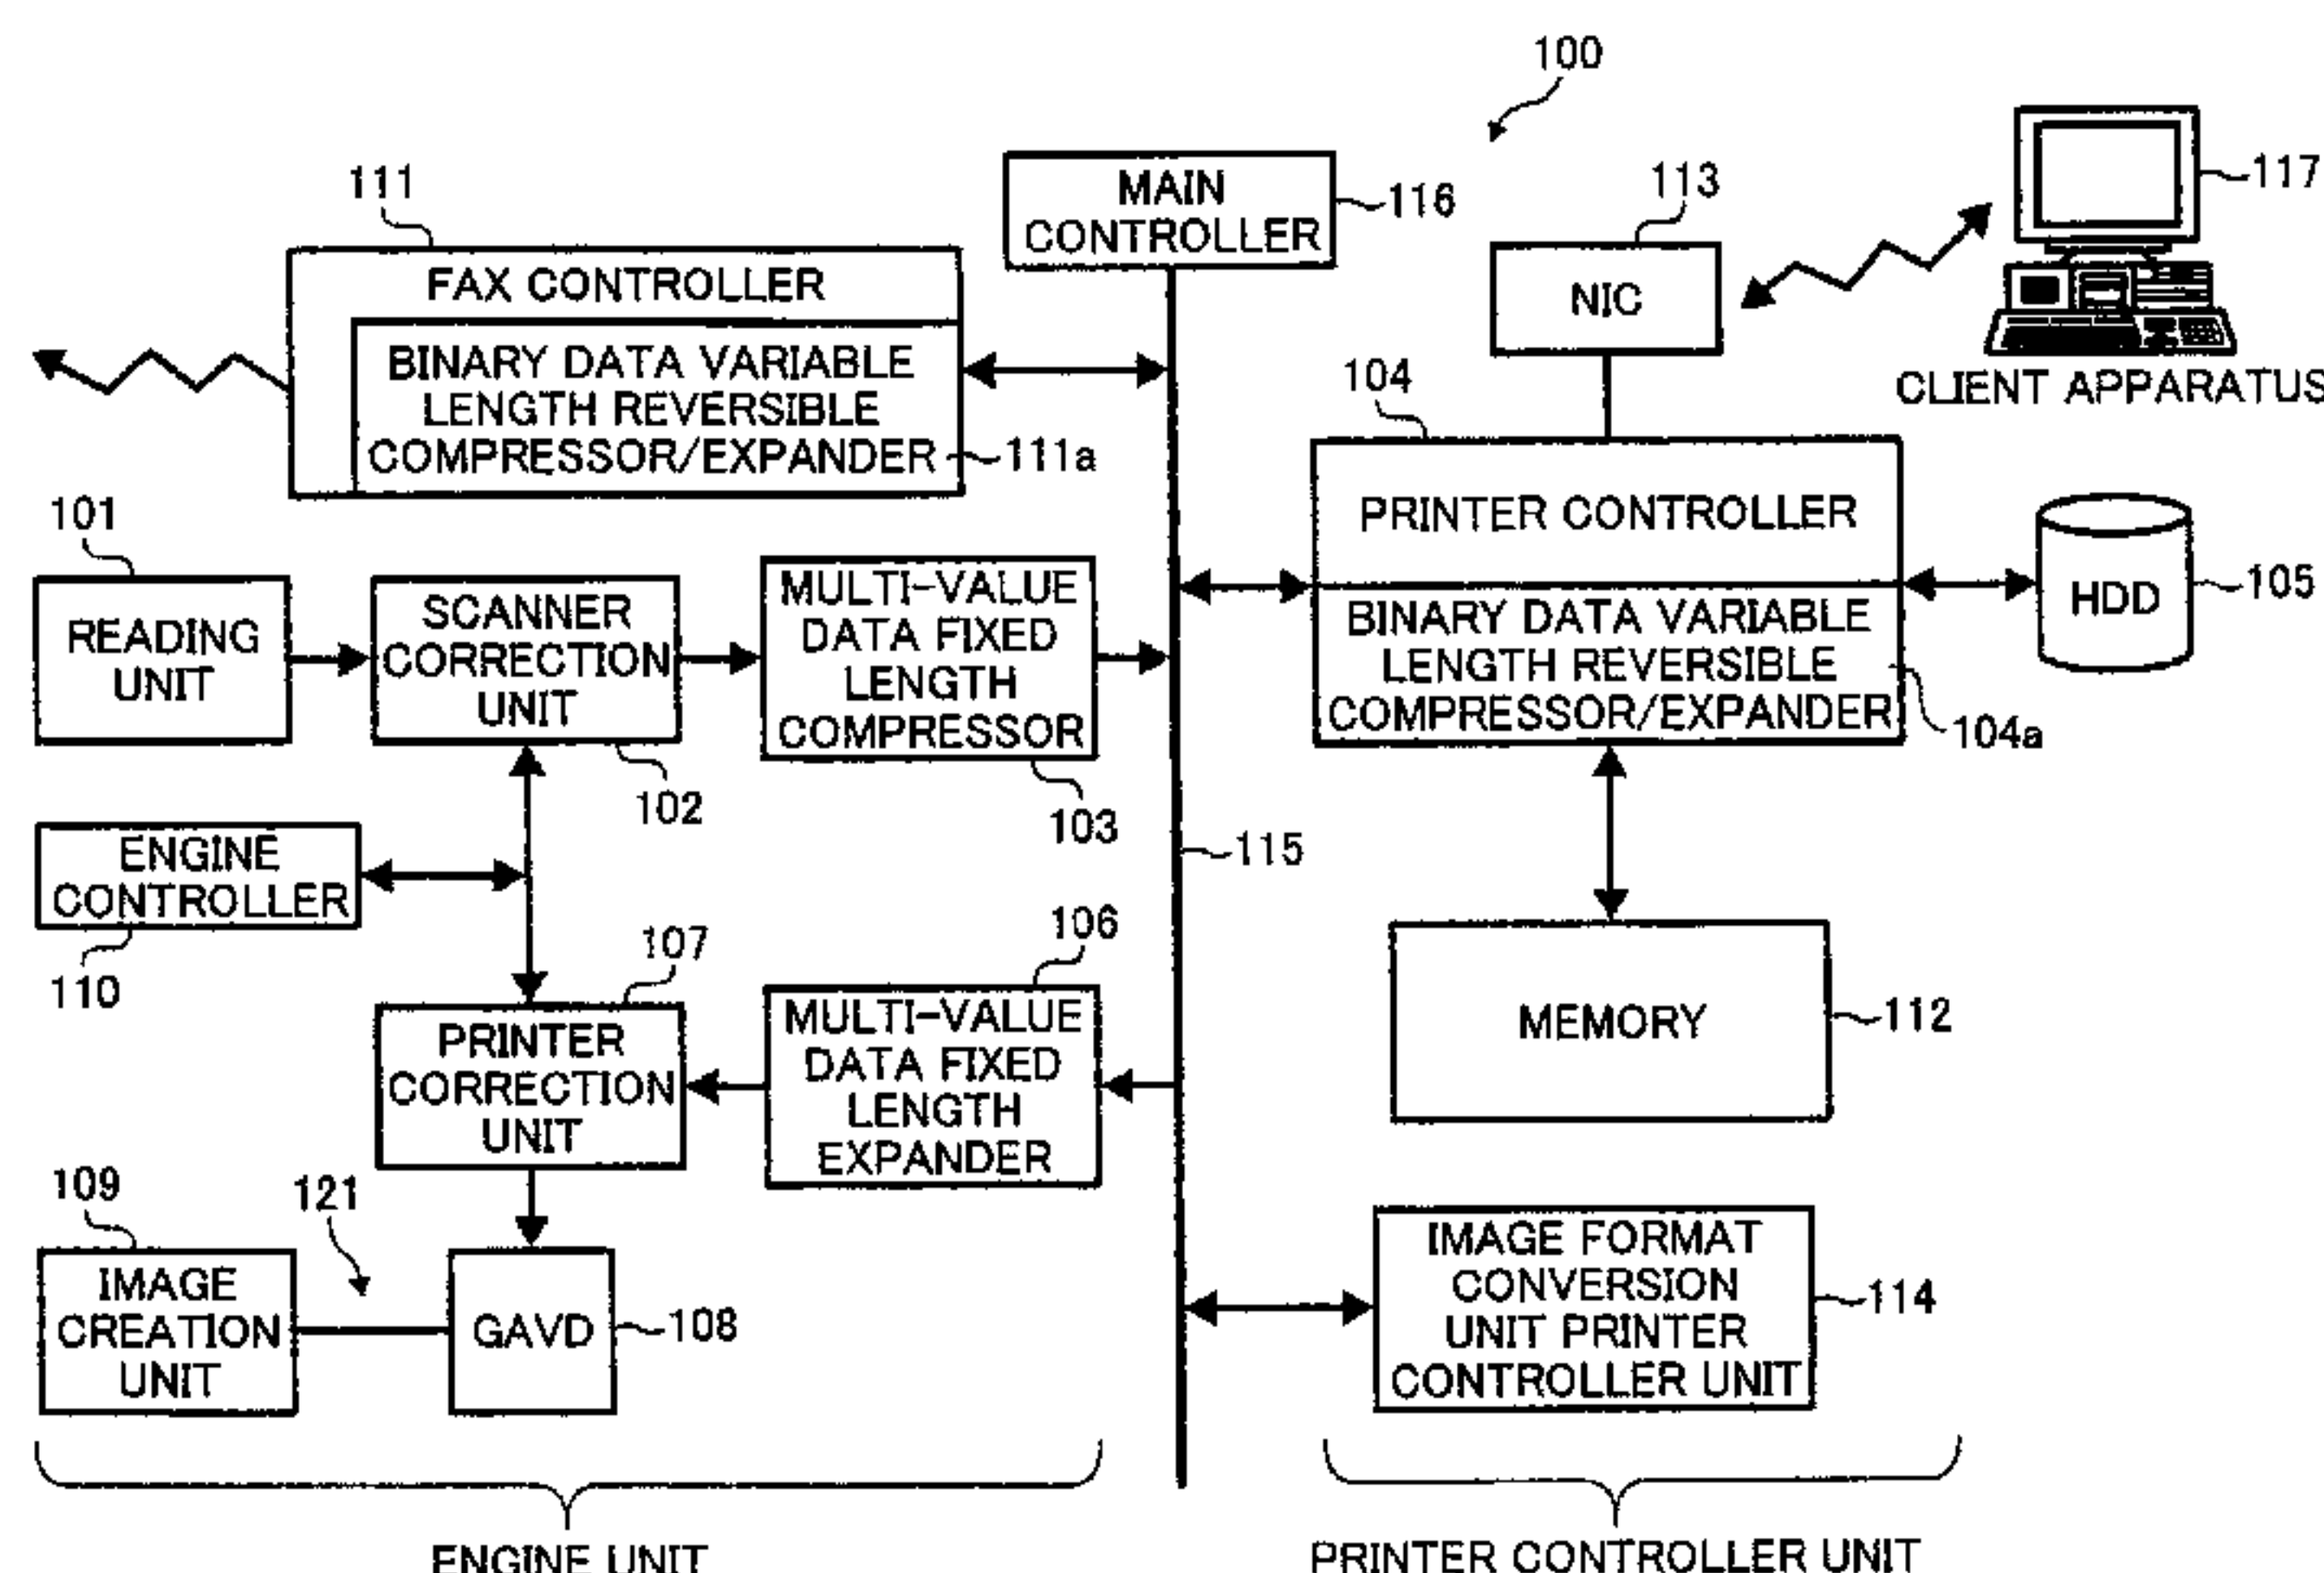 100
117
CLIENT APPARATUS
MAIN
CONTROLLER
116
113
NIC
111
FAX CONTROLLER
BINARY DATA VARIABLE
LENGTH REVERSIBLE
COMPRESSOR/EXPANDER
111a
104
PRINTER CONTROLLER
BINARY DATA VARIABLE
LENGTH REVERSIBLE
COMPRESSOR/EXPANDER
104a
HDD
105
101
READING
UNIT
SCANNER
CORRECTION
UNIT
102
MULTI-VALUE
DATA FIXED
LENGTH
COMPRESSOR
103
115
ENGINE
CONTROLLER
110
107
PRINTER
CORRECTION
UNIT
106
MULTI-VALUE
DATA FIXED
LENGTH
EXPANDER
MEMORY
112
109
IMAGE
CREATION
UNIT
121
GAVD
108
IMAGE FORMAT
CONVERSION
UNIT PRINTER
CONTROLLER UNIT
114
ENGINE UNIT
PRINTER CONTROLLER UNIT